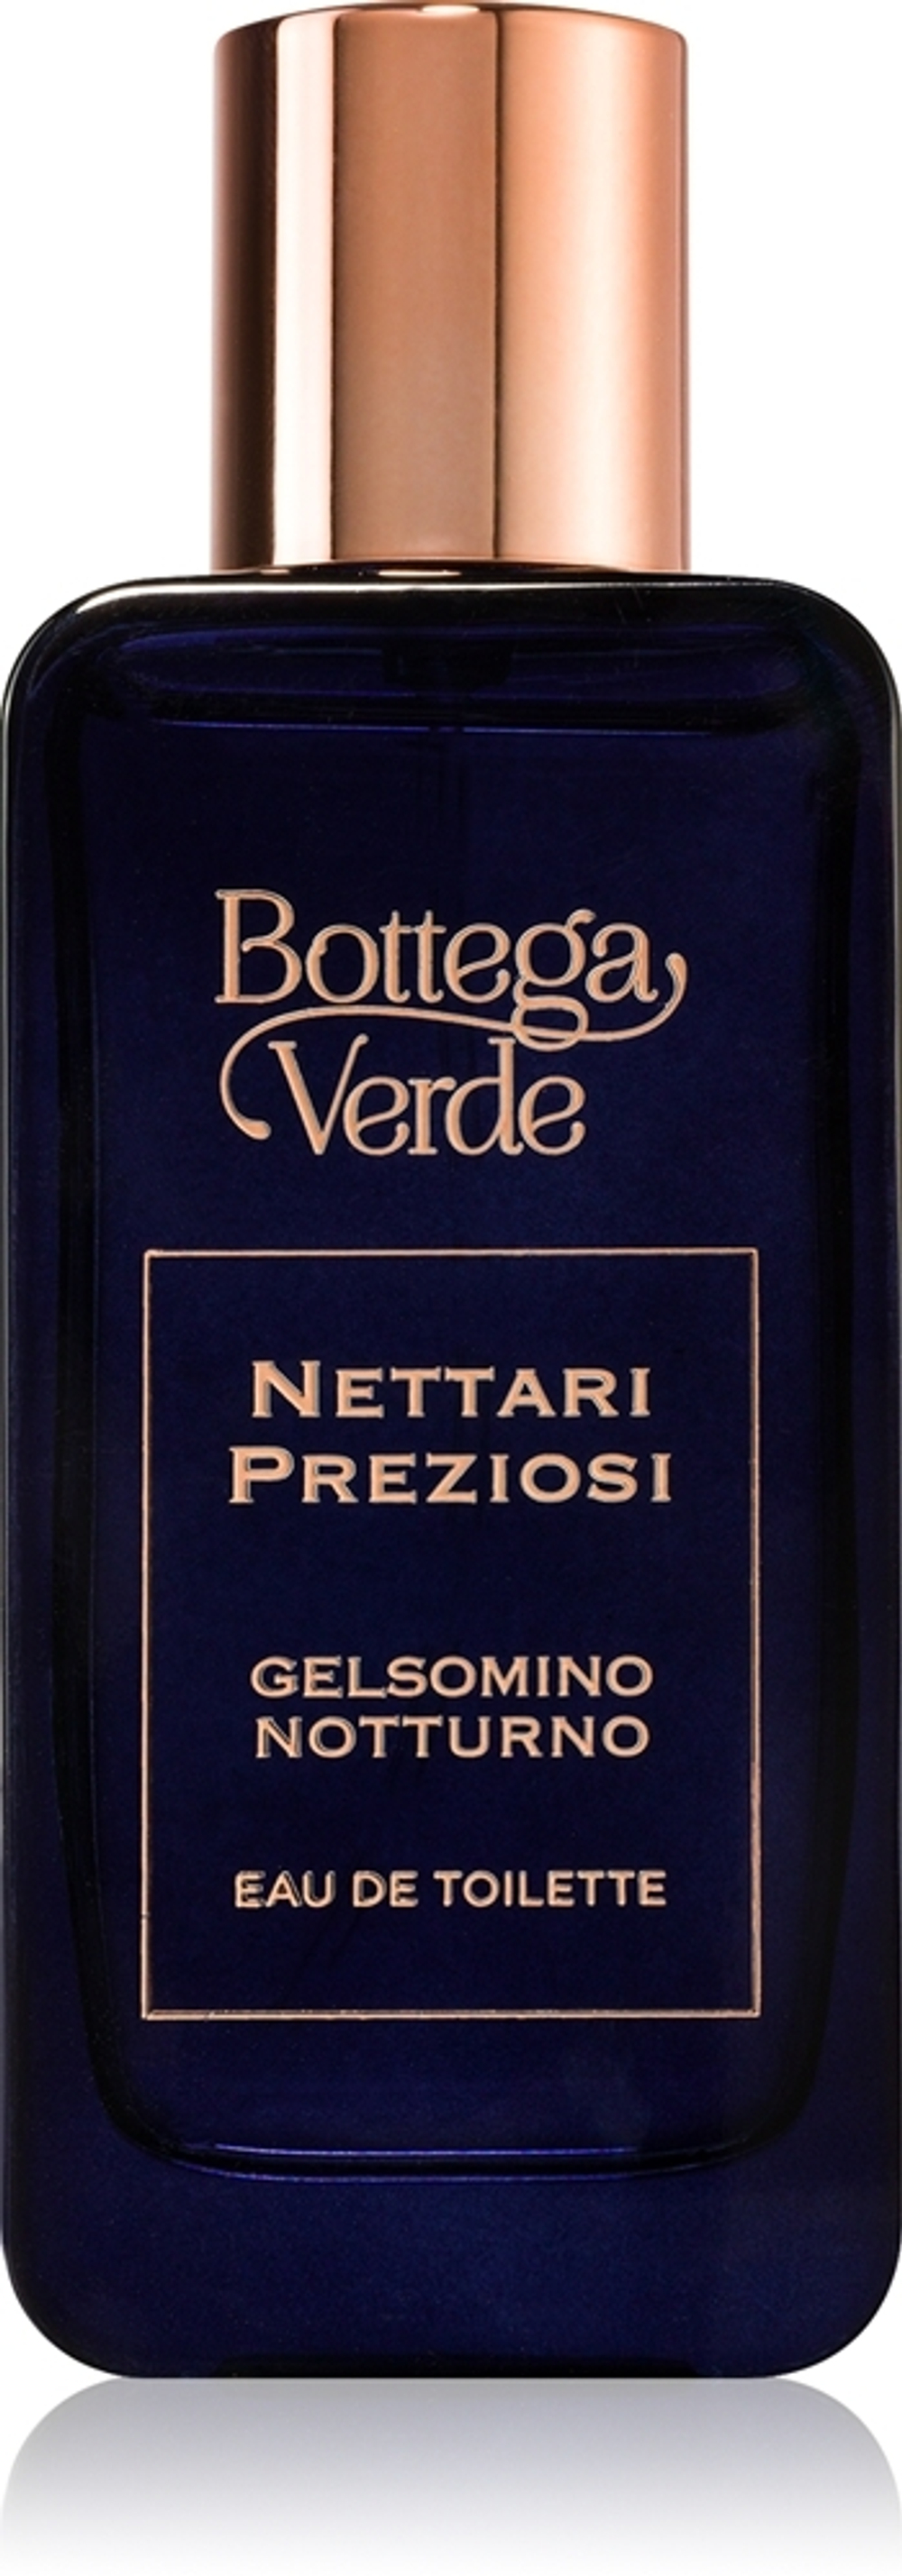 Bottega
Verde
NETTARI
PREZIOSI
GELSOMINO
NOTTURNO
EAU DE TOILETTE